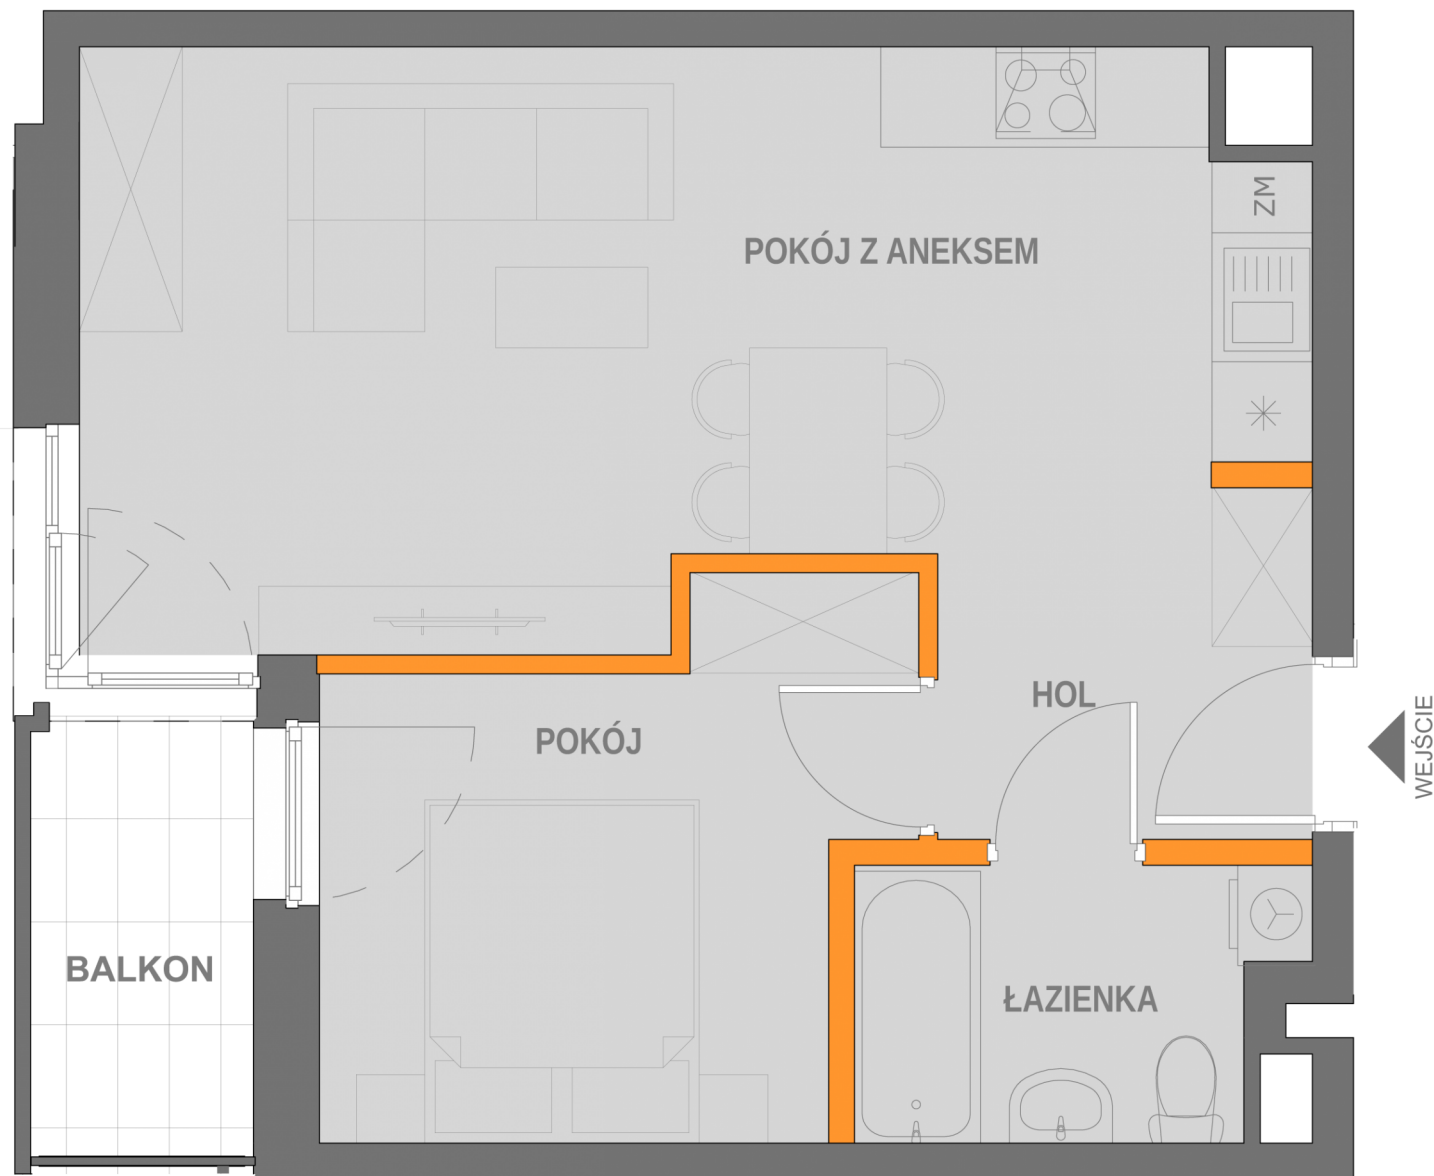 ZM
POKÓJ Z ANEKSEM
HOL
WEJŚCIE
POKÓJ
BALKON
ŁAZIENKA